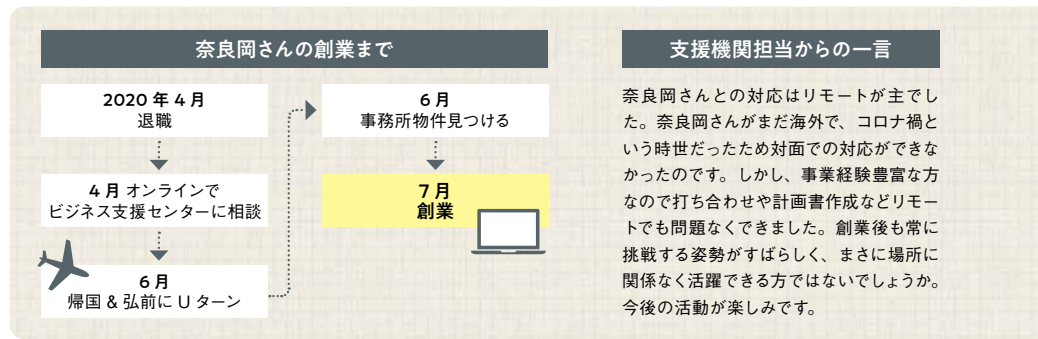 奈良岡さんの創業まで
2020 年 4 月
退職
4 月 オンラインで
ビジネス支援センターに相談
6 月
帰国 & 弘前に U ターン
6 月
事務所物件見つける
7 月
創業
支援機関担当からの一言
奈良岡さんとの対応はリモートが主でし
た。奈良岡さんがまだ海外で、コロナ禍と
いう時世だったため対面での対応ができな
かったのです。しかし、事業経験豊富な方
なので打ち合わせや計画書作成などリモー
トでも問題なくできました。創業後も常に
挑戦する姿勢がすばらしく、まさに場所に
関係なく活躍できる方ではないでしょうか。
今後の活動が楽しみです。